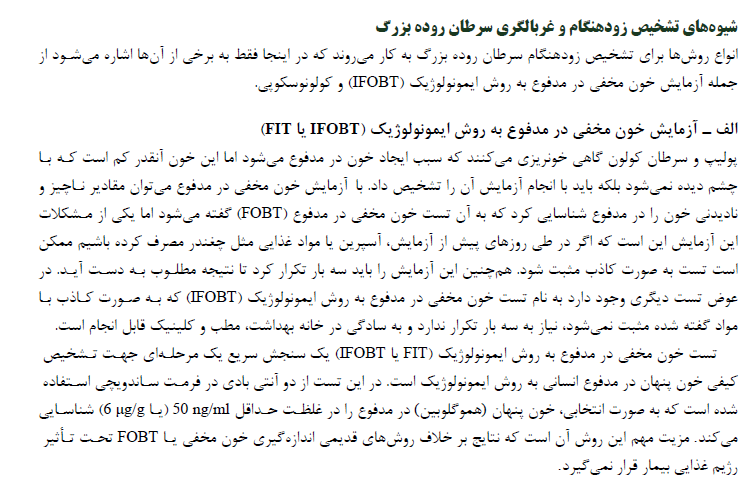 شیوه‌های تشخیص زودهنگام و غربالگری سرطان روده بزرگ
انواع روش‌ها برای تشخیص زودهنگام سرطان روده بزرگ به کار می‌روند که در اینجا فقط به برخی از آن‌ها اشاره می‌شود از
جمله آزمایش خون مخفی در مدفوع به روش ایمونولوژیک (IFOBT) و کولونوسکوپی.
الف ـ آزمایش خون مخفی در مدفوع به روش ایمونولوژیک (IFOBT یا FIT)
پولیپ و سرطان کولون گاهی خونریزی می‌کنند که سبب ایجاد خون در مدفوع می‌شود اما این خون آنقدر کم است که با
چشم دیده نمی‌شود بلکه باید با انجام آزمایش آن را تشخیص داد. با آزمایش خون مخفی در مدفوع می‌توان مقادیر ناچیز و
نادیدنی خون را در مدفوع شناسایی کرد که به آن تست خون مخفی در مدفوع (FOBT) گفته می‌شود اما یکی از مشکلات
این آزمایش این است که اگر در طی روزهای پیش از آزمایش، آسپرین یا مواد غذایی مثل چغندر مصرف کرده باشیم ممکن
است تست به صورت کاذب مثبت شود. هم‌چنین این آزمایش را باید سه بار تکرار کرد تا نتیجه مطلوب به دست آید. در
عوض تست دیگری وجود دارد به نام تست خون مخفی در مدفوع به روش ایمونولوژیک (IFOBT) که به صورت کاذب با
مواد گفته شده مثبت نمی‌شود، نیاز به سه بار تکرار ندارد و به سادگی در خانه بهداشت، مطب و کلینیک قابل انجام است.
تست خون مخفی در مدفوع به روش ایمونولوژیک (FIT یا IFOBT) یک سنجش سریع یک مرحله‌ای جهت تشخیص
کیفی خون پنهان در مدفوع انسانی به روش ایمونولوژیک است. در این تست از دو آنتی بادی در فرمت ساندویچی استفاده
شده است که به صورت انتخابی، خون پنهان (هموگلوبین) در مدفوع را در غلظت حداقل 50 ng/ml (یا 6 µg/g) شناسایی
می‌کند. مزیت مهم این روش آن است که نتایج بر خلاف روش‌های قدیمی اندازه‌گیری خون مخفی یا FOBT تحت تأثیر
رژیم غذایی بیمار قرار نمی‌گیرد.